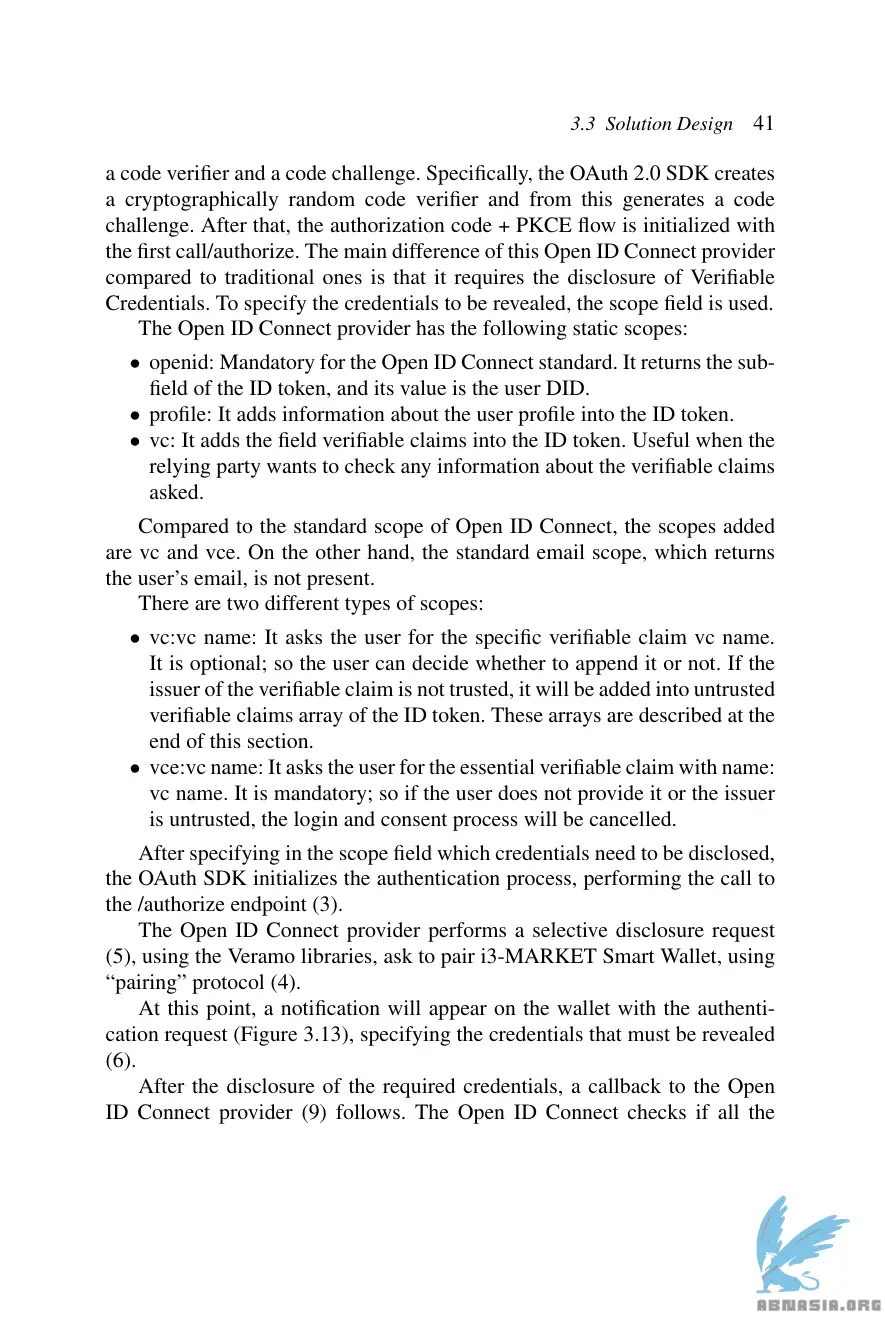 3.3 Solution Design 41
a code verifier and a code challenge. Specifically, the OAuth 2.0 SDK creates
a cryptographically random code verifier and from this generates a code
challenge. After that, the authorization code + PKCE flow is initialized with
the first call/authorize. The main difference of this Open ID Connect provider
compared to traditional ones is that it requires the disclosure of Verifiable
Credentials. To specify the credentials to be revealed, the scope field is used.
The Open ID Connect provider has the following static scopes:
• openid: Mandatory for the Open ID Connect standard. It returns the sub-
field of the ID token, and its value is the user DID.
• profile: It adds information about the user profile into the ID token.
• vc: It adds the field verifiable claims into the ID token. Useful when the
relying party wants to check any information about the verifiable claims
asked.
Compared to the standard scope of Open ID Connect, the scopes added
are vc and vce. On the other hand, the standard email scope, which returns
the user's email, is not present.
There are two different types of scopes:
• vc:vc name: It asks the user for the specific verifiable claim vc name.
It is optional; so the user can decide whether to append it or not. If the
issuer of the verifiable claim is not trusted, it will be added into untrusted
verifiable claims array of the ID token. These arrays are described at the
end of this section.
• vce:vc name: It asks the user for the essential verifiable claim with name:
vc name. It is mandatory; so if the user does not provide it or the issuer
is untrusted, the login and consent process will be cancelled.
After specifying in the scope field which credentials need to be disclosed,
the OAuth SDK initializes the authentication process, performing the call to
the /authorize endpoint (3).
The Open ID Connect provider performs a selective disclosure request
(5), using the Veramo libraries, ask to pair i3-MARKET Smart Wallet, using
“pairing” protocol (4).
At this point, a notification will appear on the wallet with the authenti-
cation request (Figure 3.13), specifying the credentials that must be revealed
(6).
After the disclosure of the required credentials, a callback to the Open
ID Connect provider (9) follows. The Open ID Connect checks if all the
ABNASIA.ORG